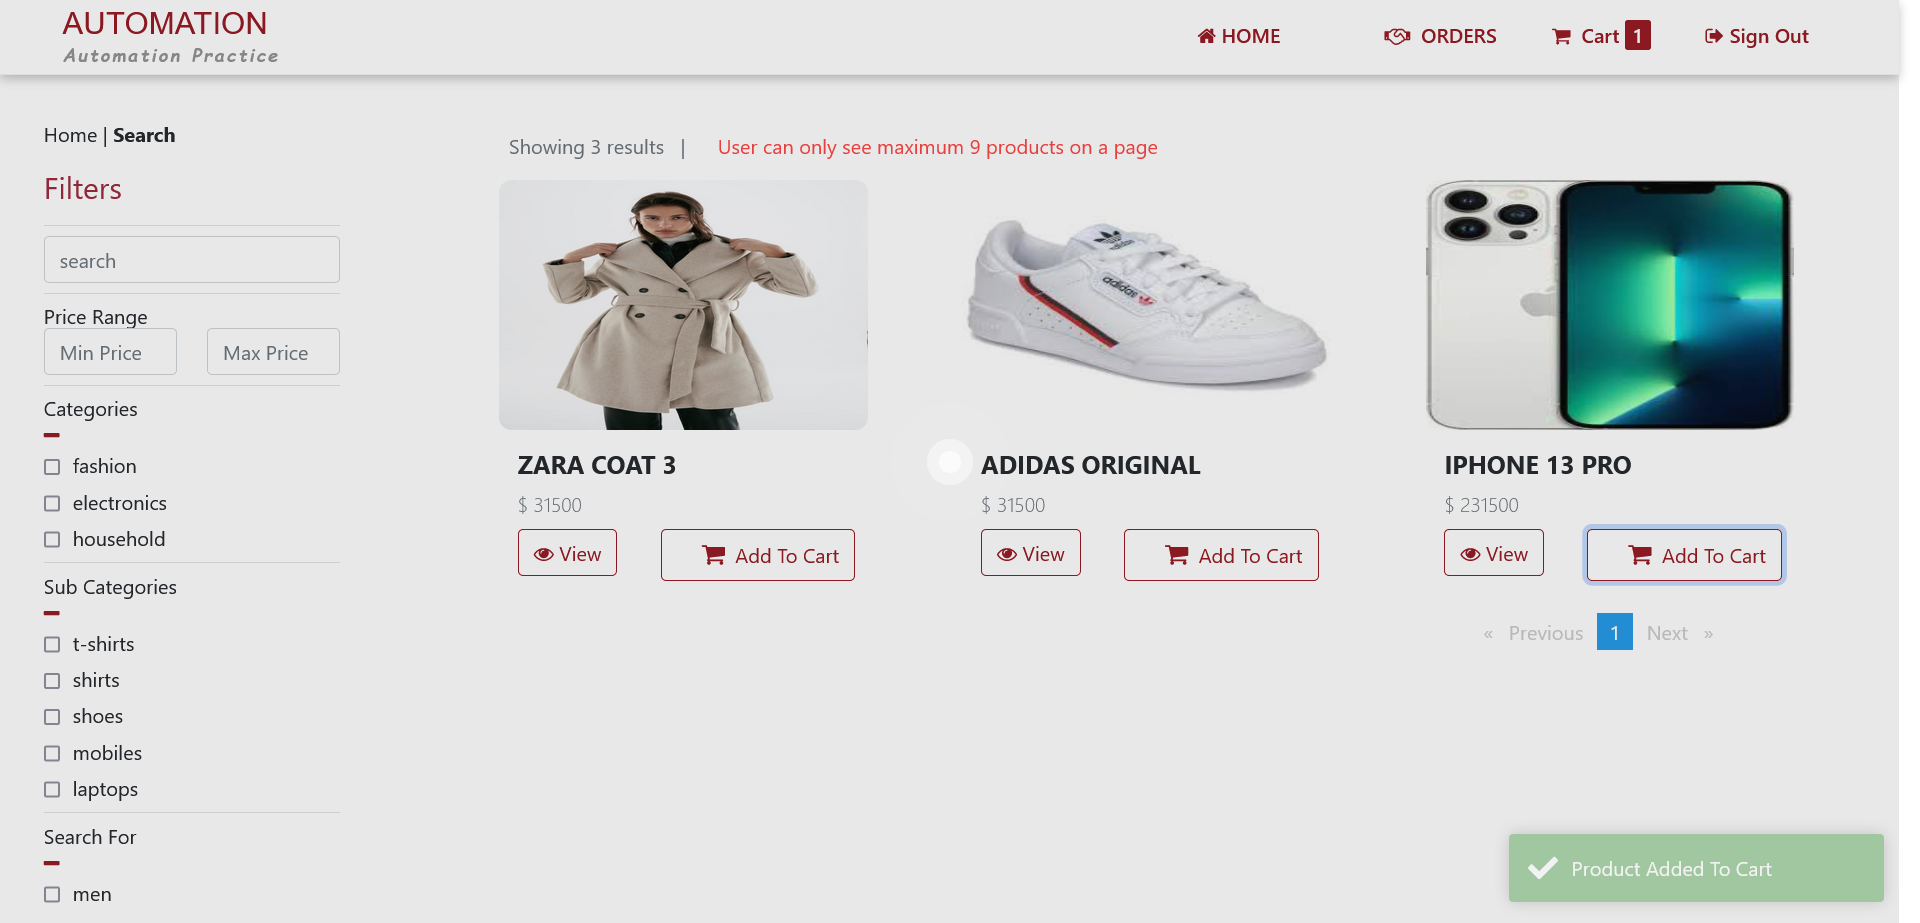 AUTOMATION
Automation Practice
HOME
ORDERS
Cart 1
Sign Out
Home | Search
Filters
search
Price Range
Min Price
Max Price
Categories
fashion
electronics
household
Sub Categories
t-shirts
shirts
shoes
mobiles
laptops
Search For
men
Showing 3 results |
User can only see maximum 9 products on a page
ZARA COAT 3
$ 31500
View
Add To Cart
adidas
adidas
ADIDAS ORIGINAL
$ 31500
View
Add To Cart
IPHONE 13 PRO
$ 231500
View
Add To Cart
« Previous 1 Next »
Product Added To Cart